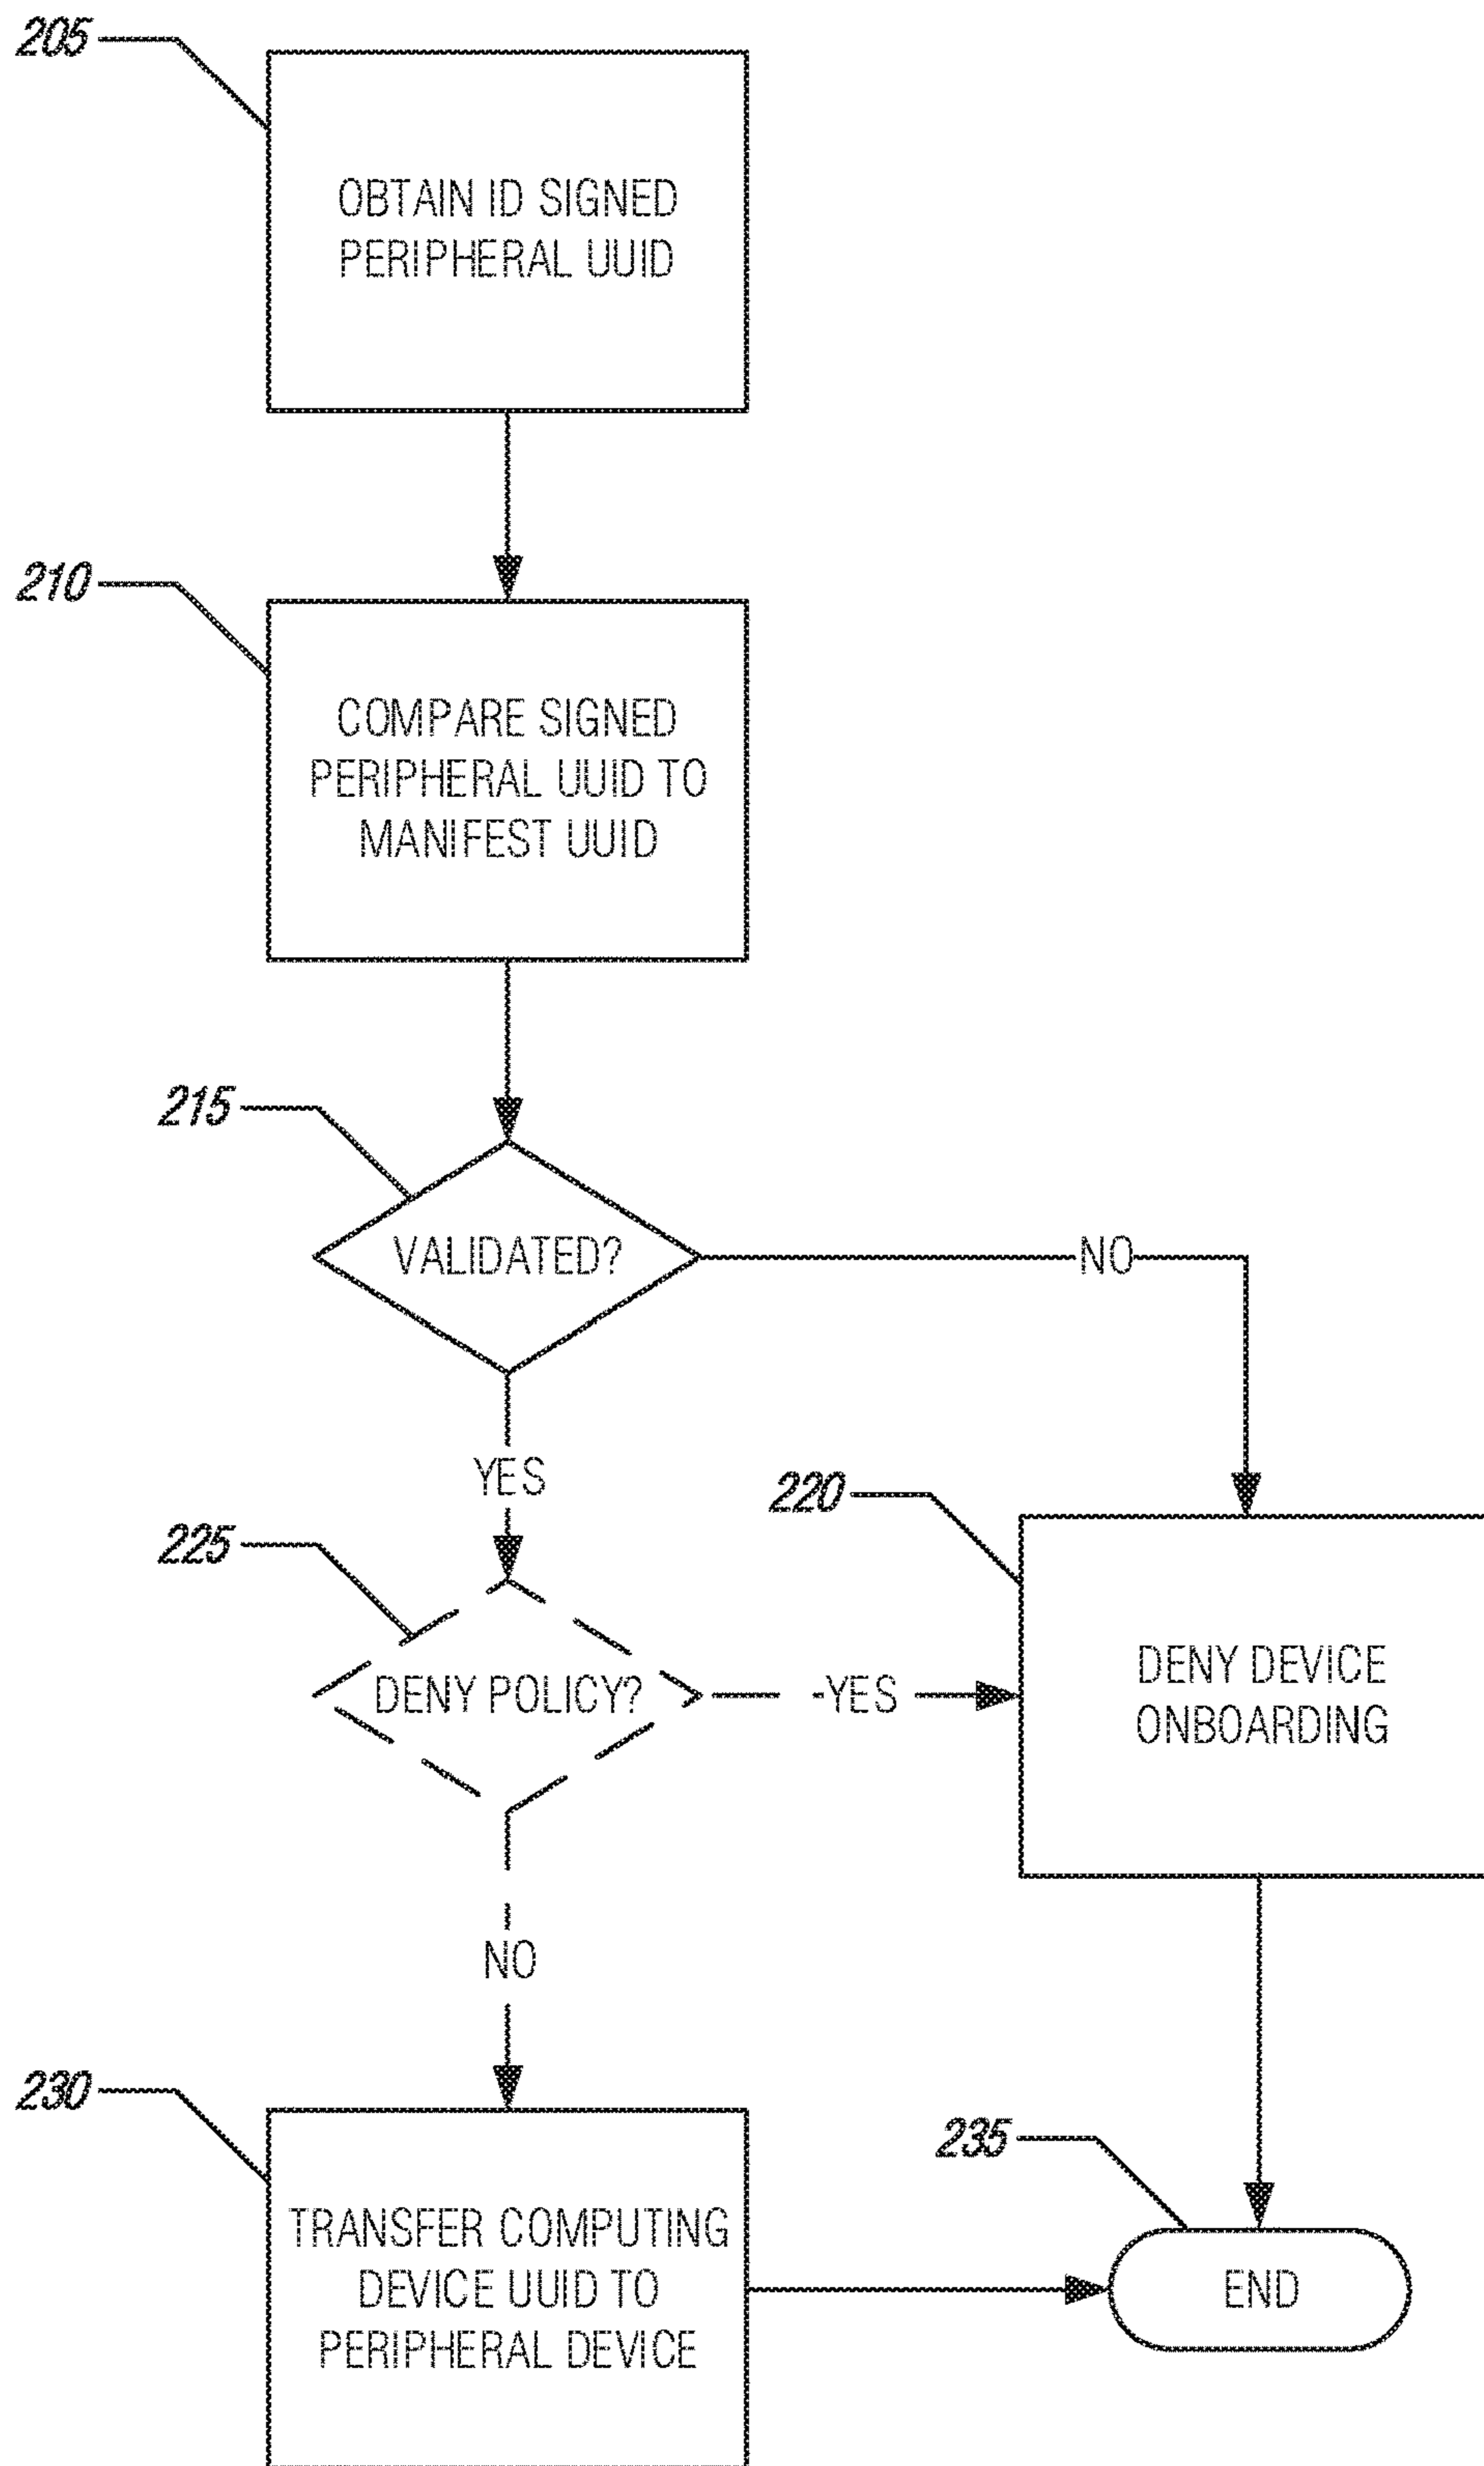 205
OBTAIN ID SIGNED
PERIPHERAL UUID
210
COMPARE SIGNED
PERIPHERAL UUID TO
MANIFEST UUID
215
VALIDATED?
NO
YES
220
225
DENY POLICY?
YES
DENY DEVICE
ONBOARDING
NO
230
235
TRANSFER COMPUTING
DEVICE UUID TO
PERIPHERAL DEVICE
END